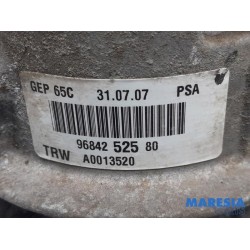 GEP 65C 31.07.07 PSA
96842 525 80
TRW A0013520
MARESIA